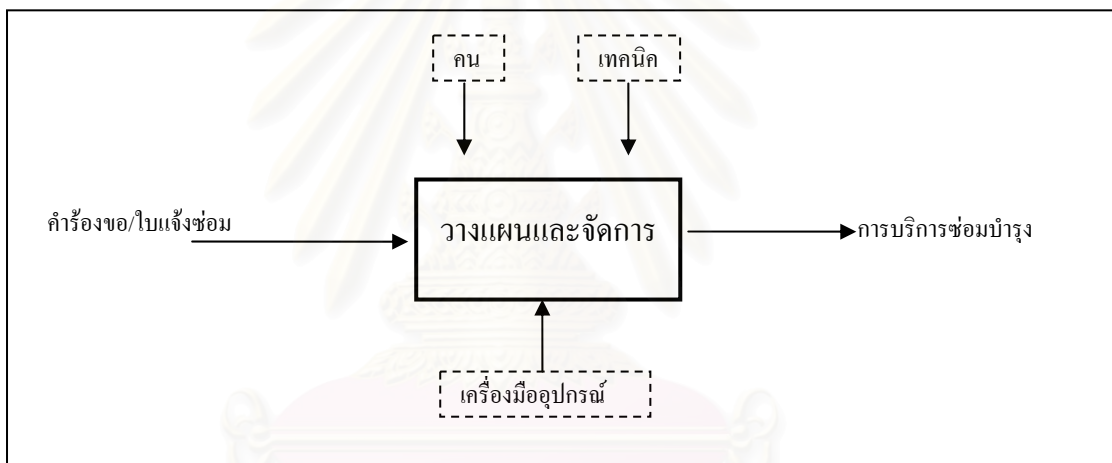 คน
เทคนิค
คำร้องขอ/ใบแจ้งซ่อม
วางแผนและจัดการ
การบริการซ่อมบำรุง
เครื่องมืออุปกรณ์